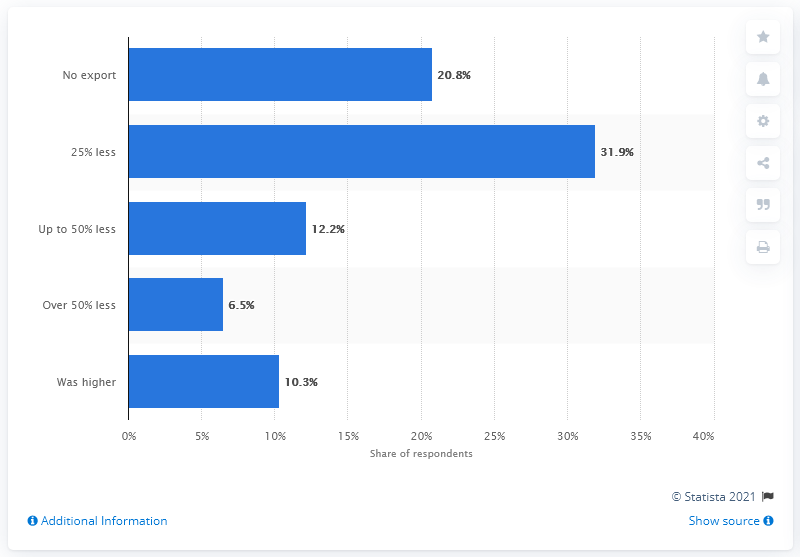 No export
20.8%
25% less
31.9%
Up to 50% less
12.2%
Over 50% less
6.5%
Was higher
10.3%
0% 5% 10% 15% 20% 25% 30% 35% 40%
Share of respondents
© Statista 2021
Additional Information
Show source